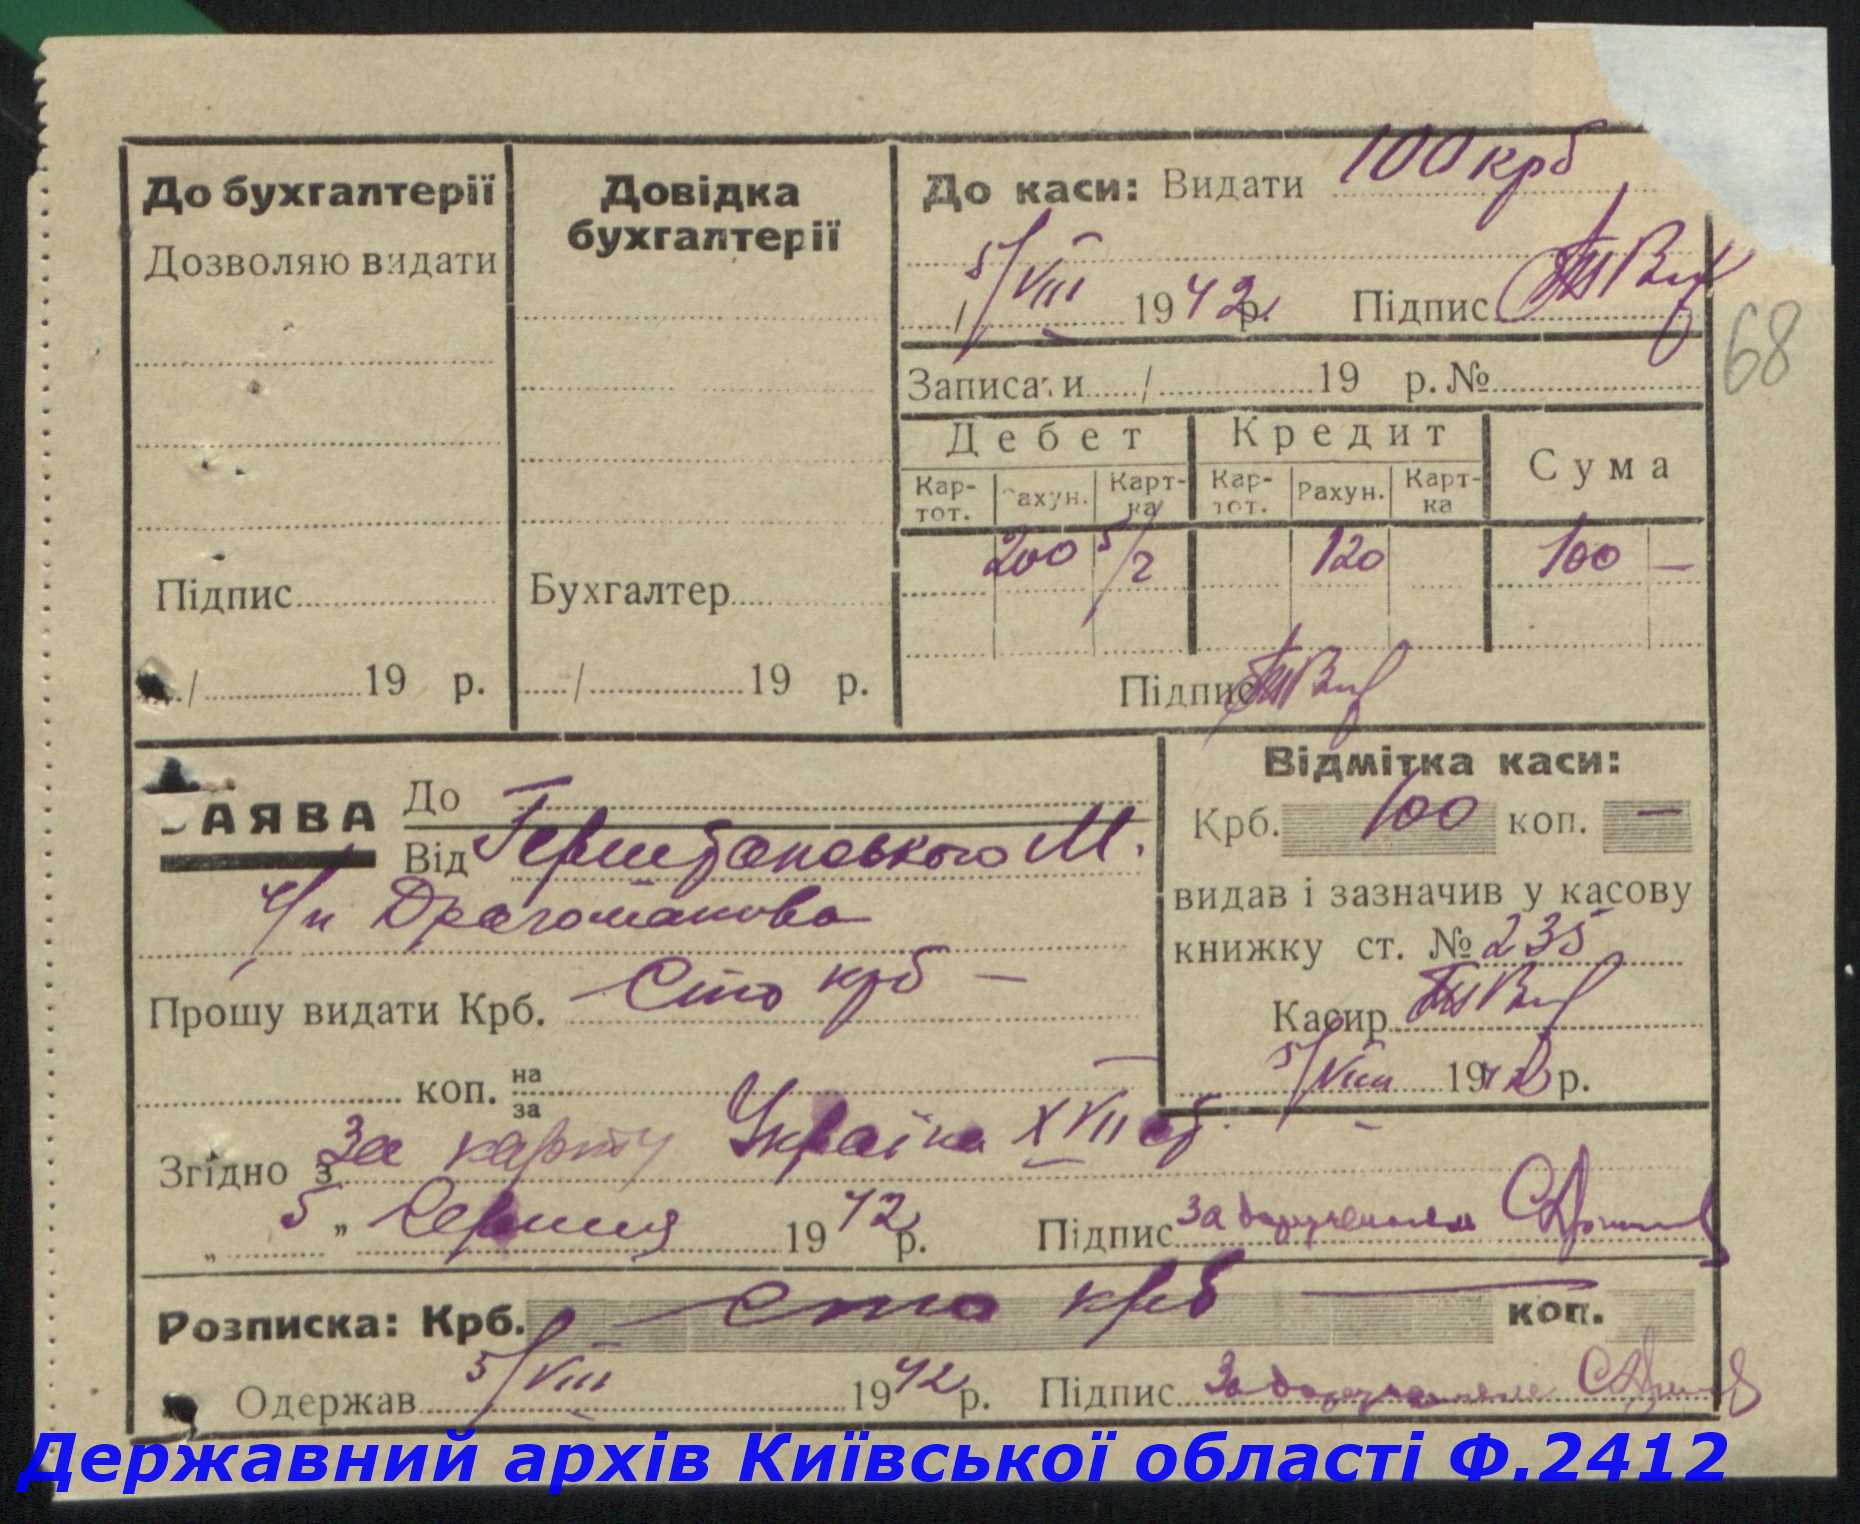 До бухгалтерії
Дозволяю видати
Підпис
/ 19 р.
Довідка
бухгалтерії
Бухгалтер
/ 19 р.
До каси: Видати 100 крб
5/VIII 1942 р. Підпис
Записати / 19 р. №
Дебет Кредит Сума
Кар-тот. Рахун. Карт-ка Кар-тот. Рахун. Карт-ка
200 5/2 120 100 —
Підпис
68
ЗАЯВА До
Від М.
Драгоманова
Прошу видати Крб. — Сто крб —
коп. на
за
Згідно з За карту Україна XVII ст.
„ 5 „ Серпня 1942 р. Підпис За дорученням
Відмітка каси:
Крб. 100 коп. —
видав і зазначив у касову
книжку ст. № 235
Касир
5/VIII 1942 р.
Розписка: Крб. — Сто крб — коп.
Одержав 5/VIII 1942 р. Підпис За дорученням
Державний архів Київської області Ф.2412